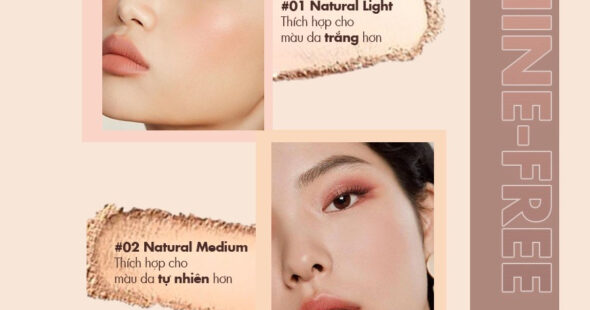 #01 Natural Light
Thích hợp cho
màu da trắng hơn
#02 Natural Medium
Thích hợp cho
màu da tự nhiên hơn
HINE-FREE